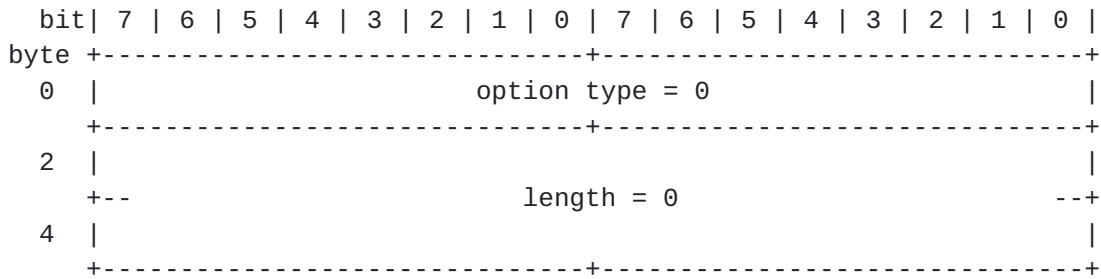 bit| 7 | 6 | 5 | 4 | 3 | 2 | 1 | 0 | 7 | 6 | 5 | 4 | 3 | 2 | 1 | 0 |
byte +-------------------------------+-------------------------------+
  0  |                        option type = 0                        |
     +-------------------------------+-------------------------------+
  2  |                                                               |
     +--                         length = 0                        --+
  4  |                                                               |
     +-------------------------------+-------------------------------+